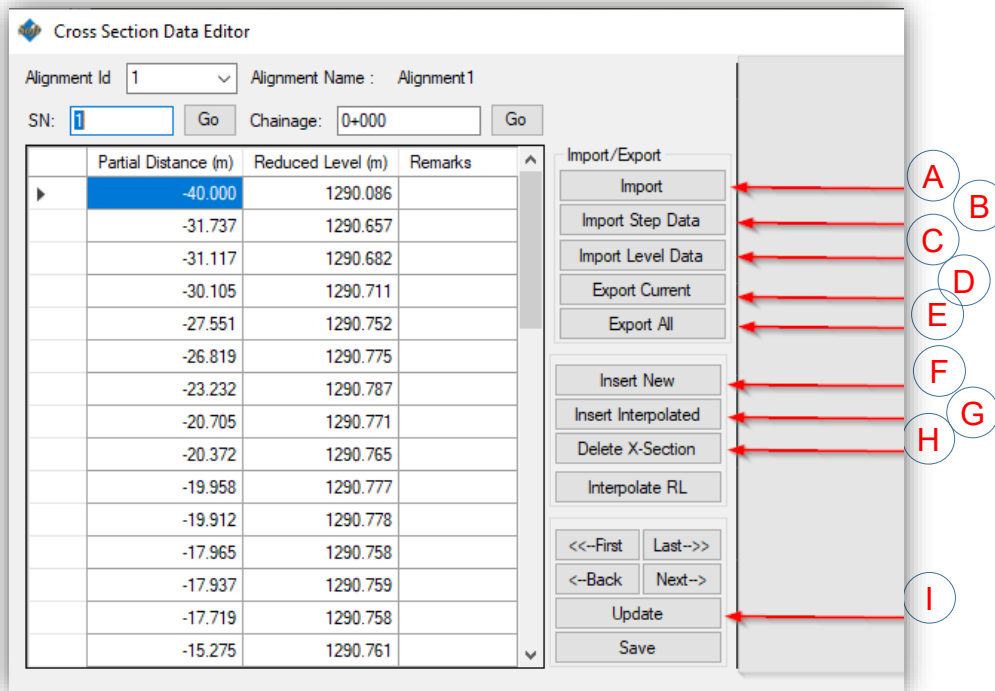 Cross Section Data Editor
Alignment Id 1 Alignment Name : Alignment1
SN: 1 Go Chainage: 0+000 Go
Partial Distance (m) Reduced Level (m) Remarks
-40.000 1290.086
-31.737 1290.657
-31.117 1290.682
-30.105 1290.711
-27.551 1290.752
-26.819 1290.775
-23.232 1290.787
-20.705 1290.771
-20.372 1290.765
-19.958 1290.777
-19.912 1290.778
-17.965 1290.758
-17.937 1290.759
-17.719 1290.758
-15.275 1290.761
Import/Export
Import A
Import Step Data B
Import Level Data C
Export Current D
Export All E
Insert New F
Insert Interpolated G
Delete X-Section H
Interpolate RL
<<--First Last-->>
<--Back Next-->
Update I
Save